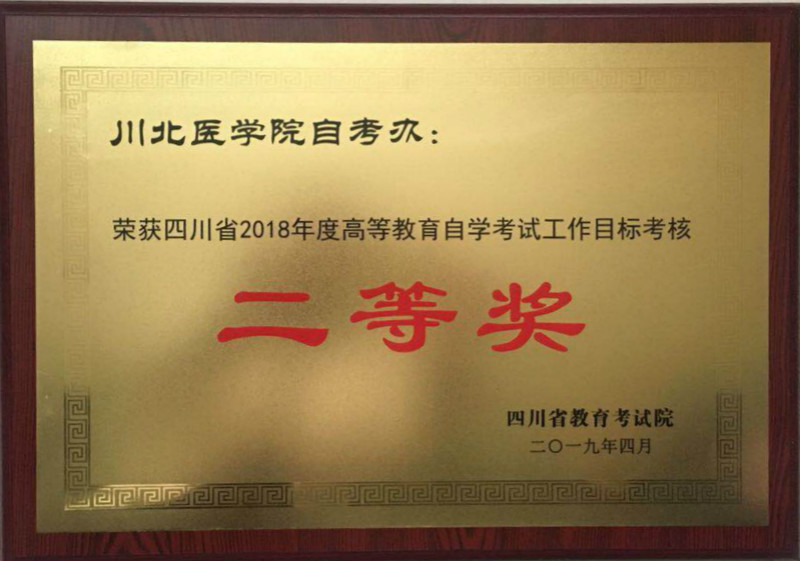 川北医学院自考办：
荣获四川省2018年度高等教育自学考试工作目标考核
二等奖
四川省教育考试院
二〇一九年四月